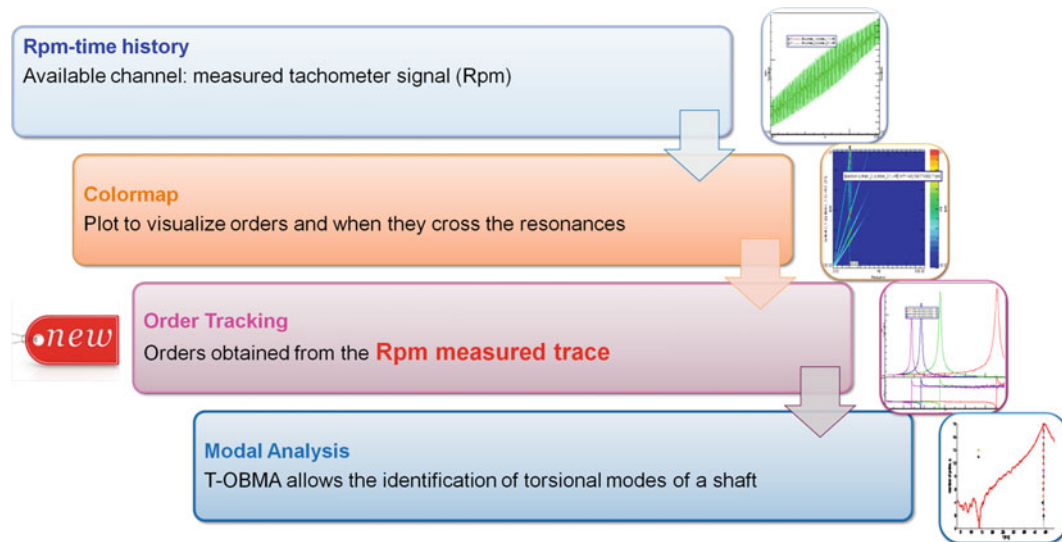 Rpm-time history
Available channel: measured tachometer signal (Rpm)
Colormap
Plot to visualize orders and when they cross the resonances
new
Order Tracking
Orders obtained from the Rpm measured trace
Modal Analysis
T-OBMA allows the identification of torsional modes of a shaft